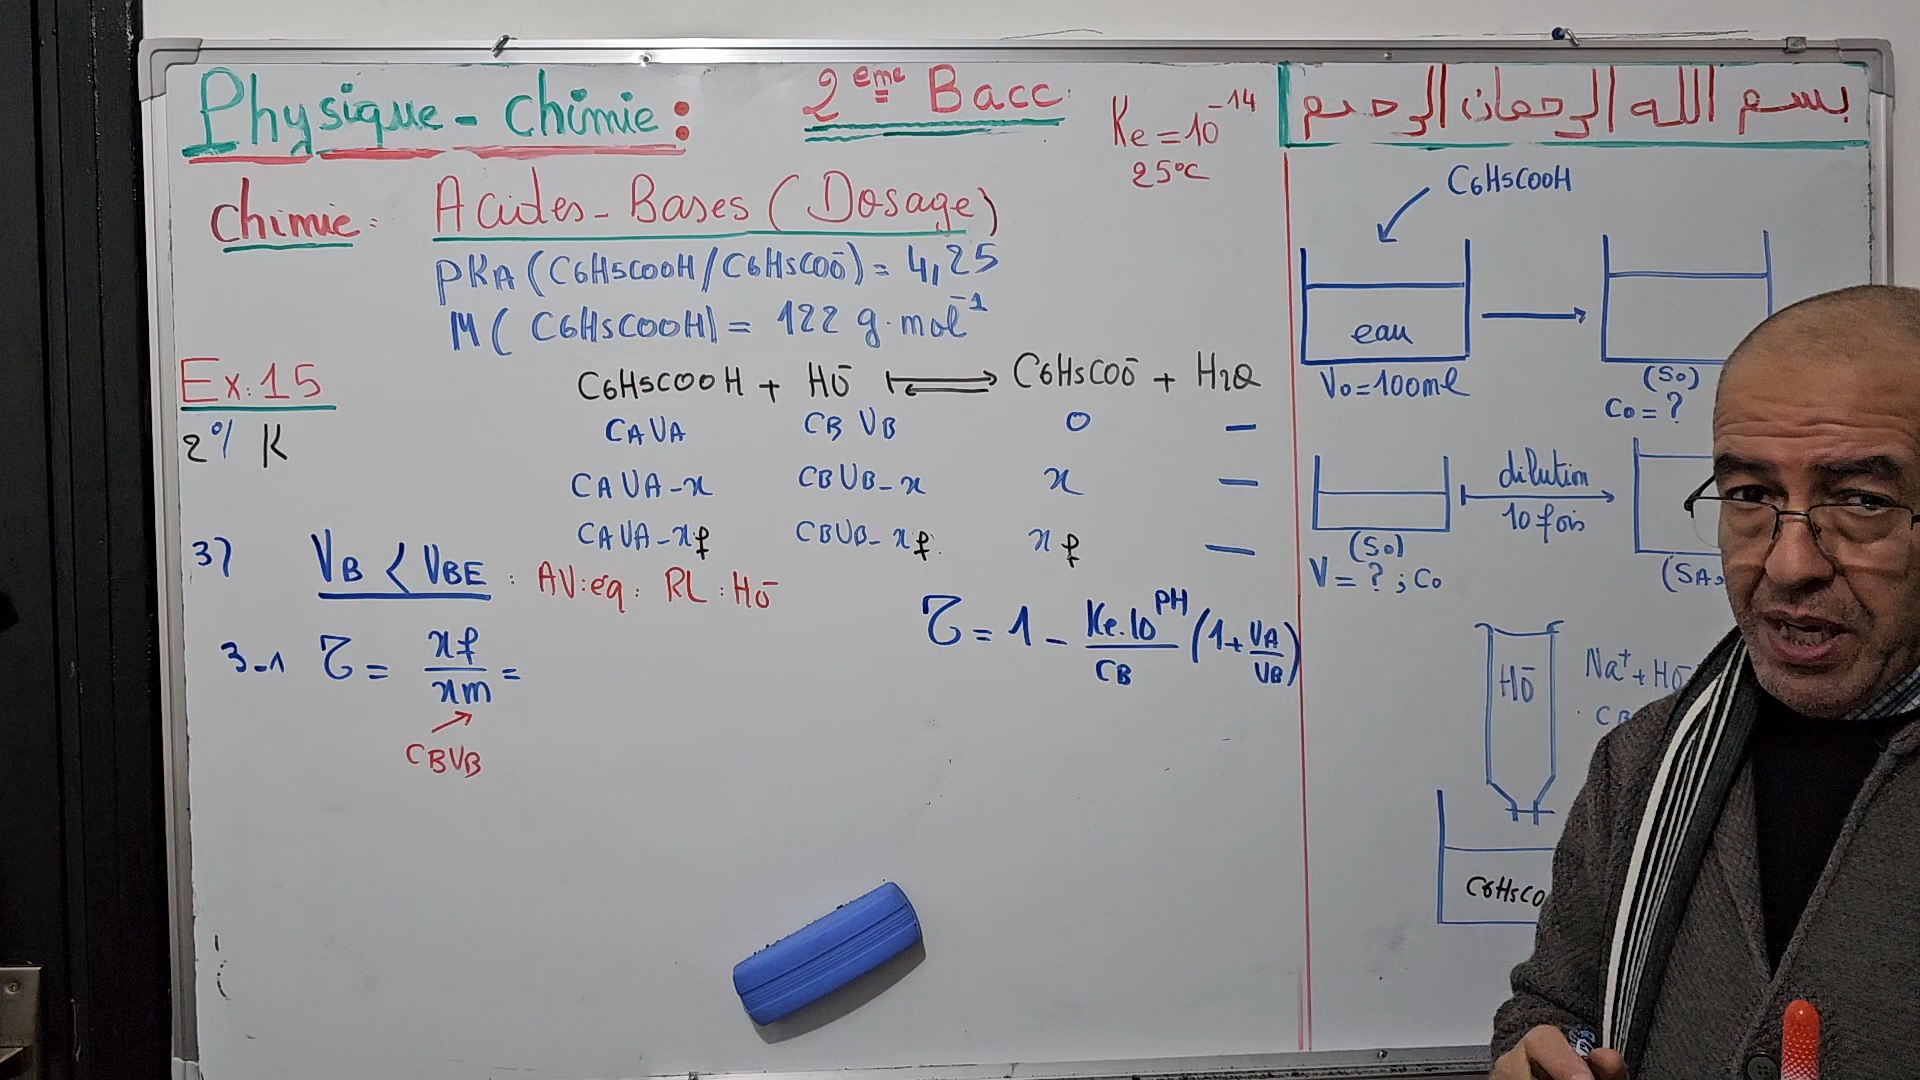 Physique - chimie :
2ème Bacc
Ke = 10⁻¹⁴
25°C
بسم الله الرحمان الرحيم
chimie : Acides - Bases (Dosage)
pKA (C6H5COOH/C6H5COO⁻) = 4,25
M( C6H5COOH) = 122 g.mol⁻¹
Ex:15
2°/ K
C6H5COOH + HO⁻ ⇌ C6H5COO⁻ + H2O
CAVA CBVB 0 —
CAVA-x CBVB-x x —
CAVA-xf CBVB-xf xf —
3) VB < VBE : AV:eq : RL : HO⁻
3-1 τ = xf/xm =
CBVB
τ = 1 - Ke.10^PH/CB (1+VA/VB)
C6H5COOH
eau
V0=100ml
(S0)
C0 = ?
dilution
10 fois
(S0)
V = ? ; C0
(SA
HO⁻
Na⁺ + HO⁻
CB
C6H5CO